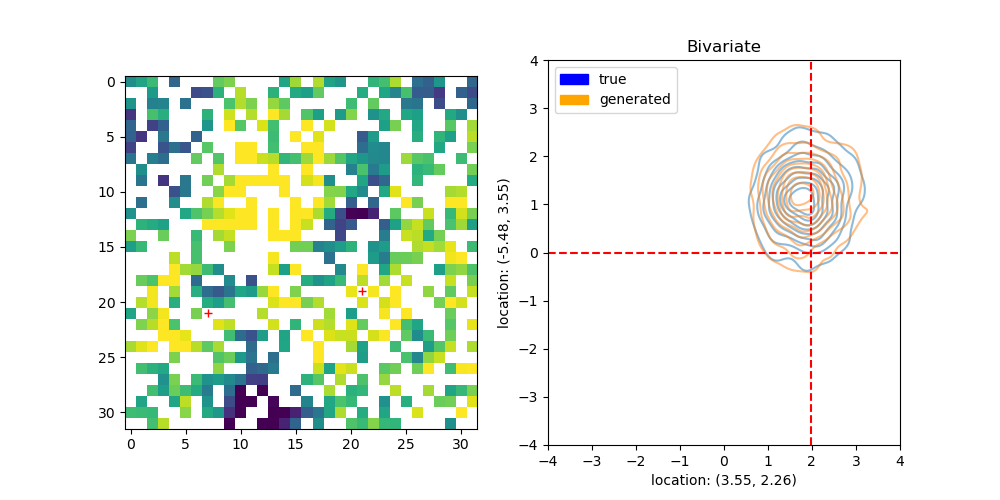 0
5
10
15
20
25
30
0 5 10 15 20 25 30
Bivariate
true
generated
4
3
2
1
0
−1
−2
−3
−4
−4 −3 −2 −1 0 1 2 3 4
location: (-5.48, 3.55)
location: (3.55, 2.26)